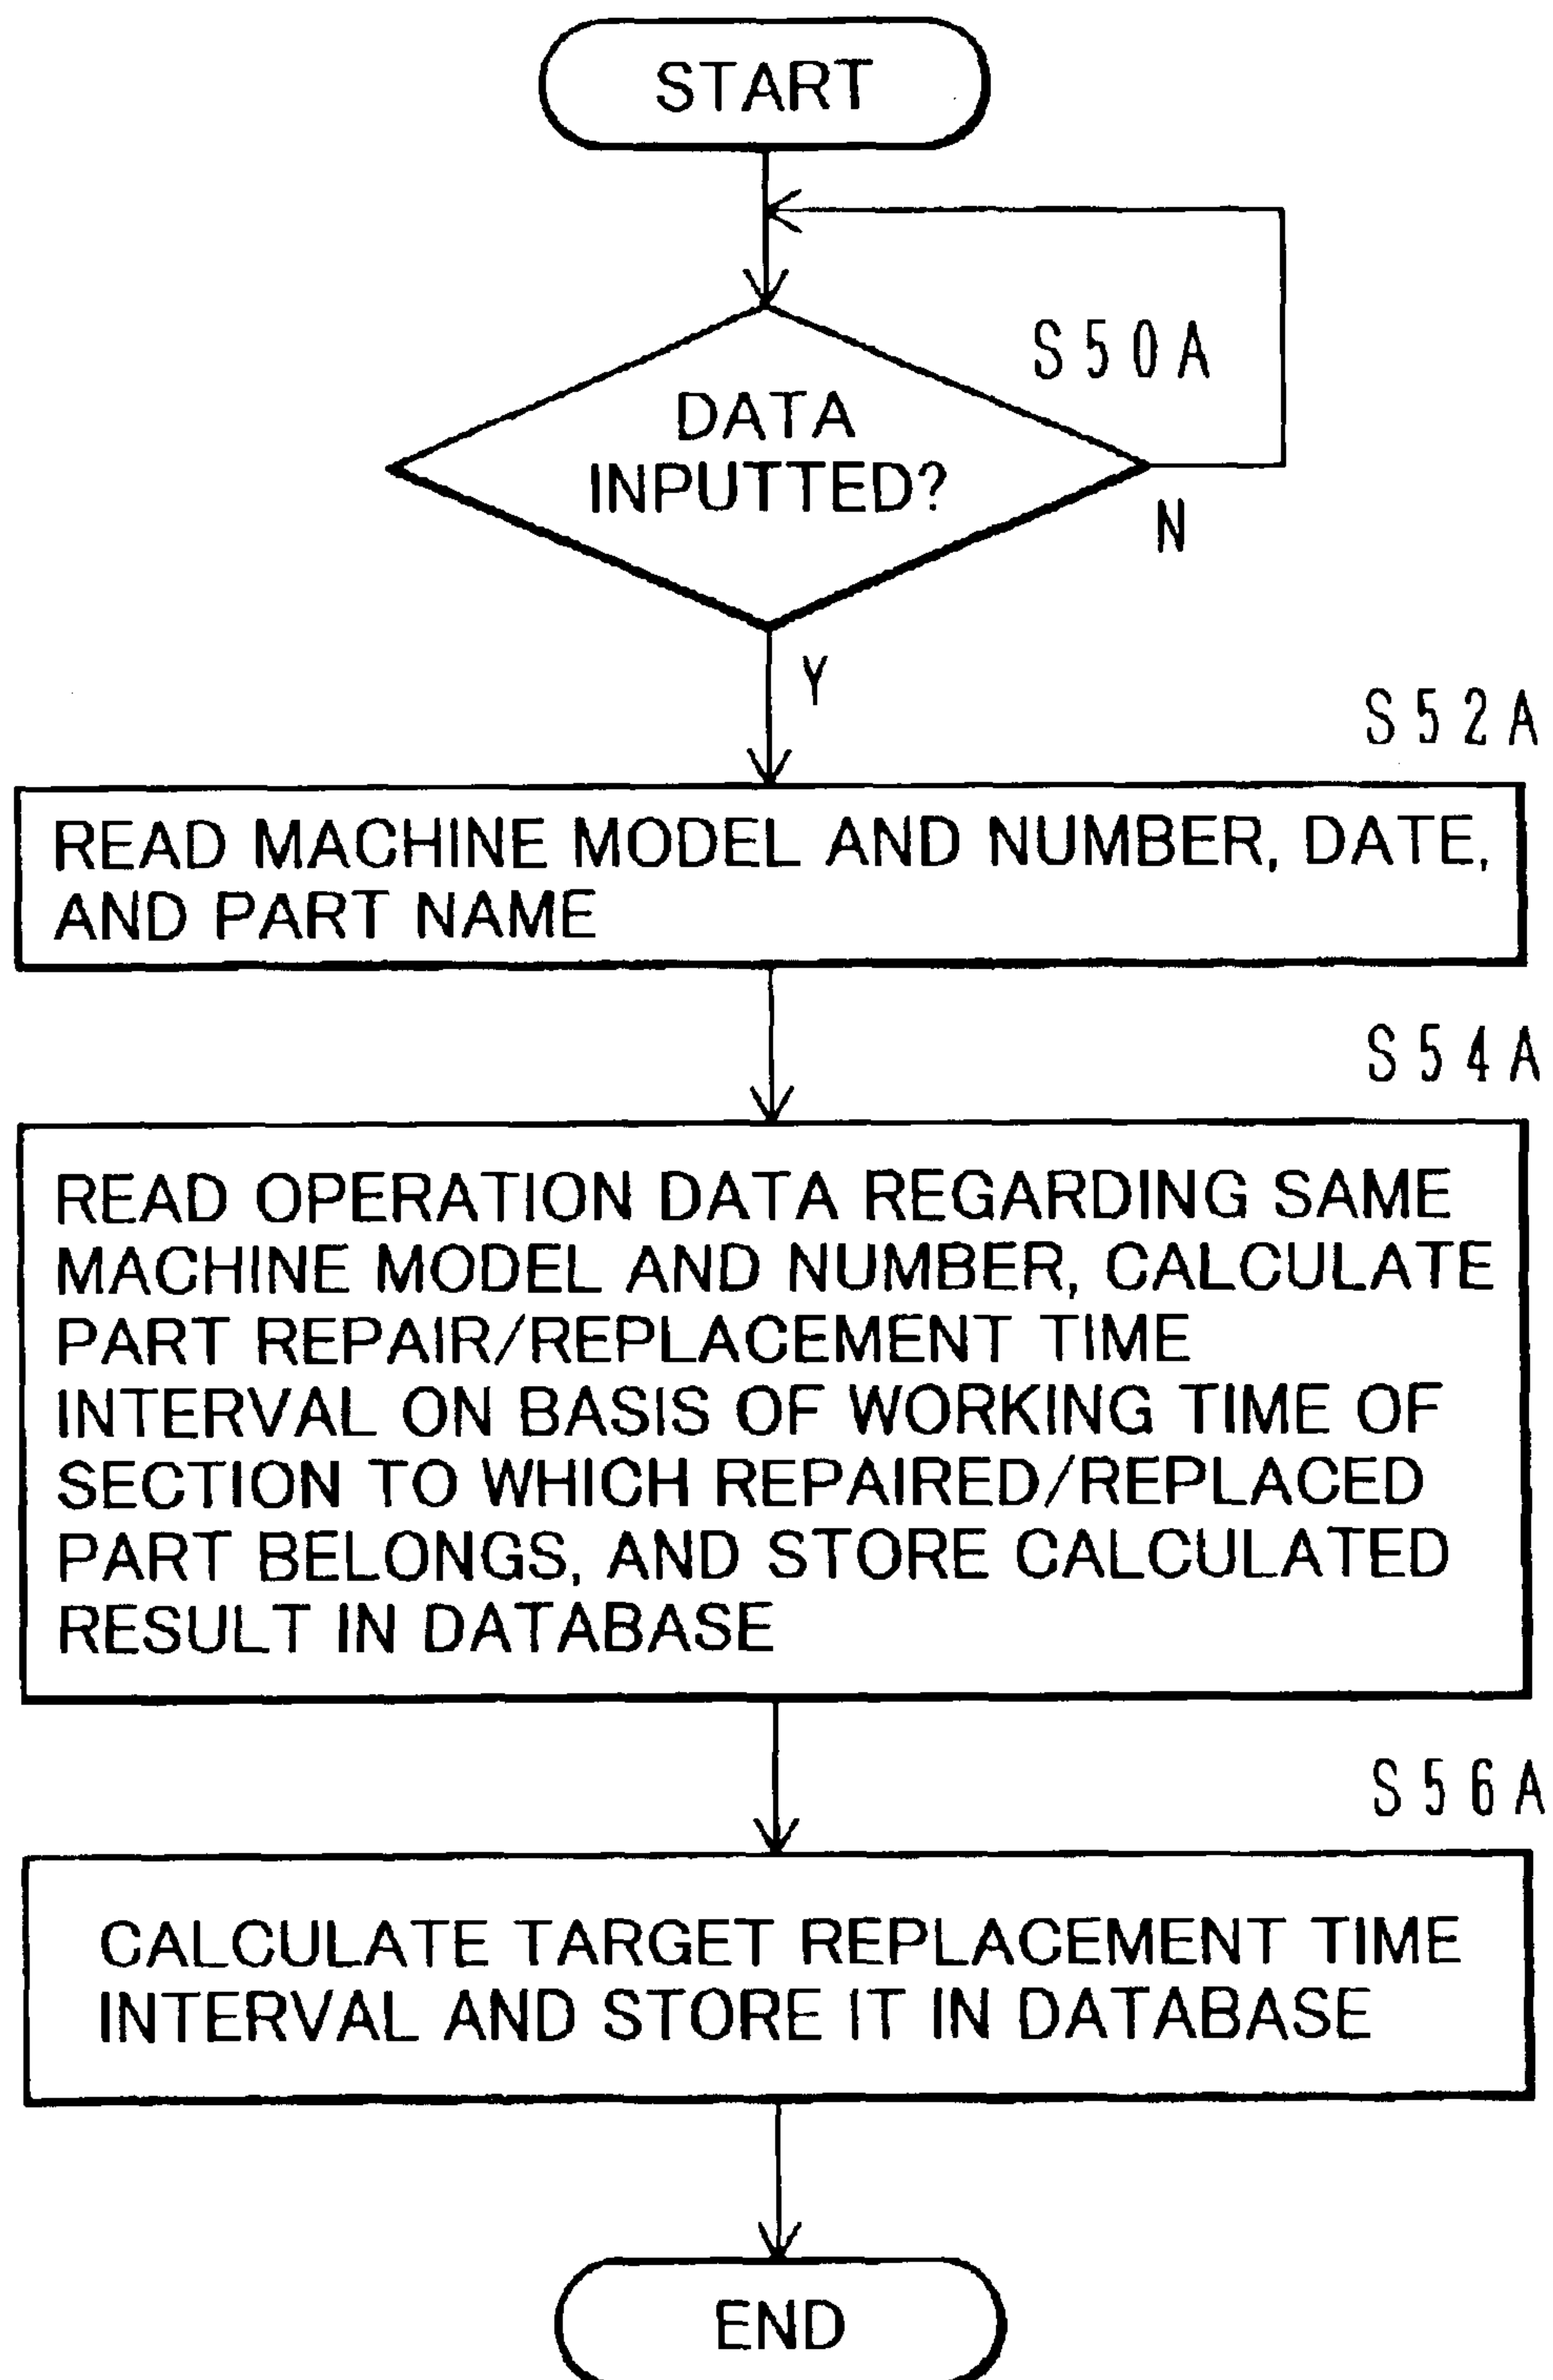 START
S50A
DATA
INPUTTED?
N
Y
S52A
READ MACHINE MODEL AND NUMBER, DATE,
AND PART NAME
S54A
READ OPERATION DATA REGARDING SAME
MACHINE MODEL AND NUMBER, CALCULATE
PART REPAIR/REPLACEMENT TIME
INTERVAL ON BASIS OF WORKING TIME OF
SECTION TO WHICH REPAIRED/REPLACED
PART BELONGS, AND STORE CALCULATED
RESULT IN DATABASE
S56A
CALCULATE TARGET REPLACEMENT TIME
INTERVAL AND STORE IT IN DATABASE
END